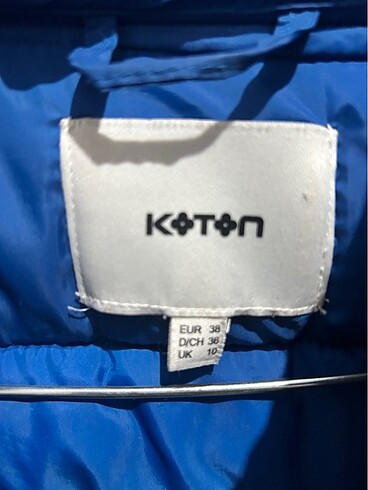 KOTON
EUR 38
D/CH 36
UK 10